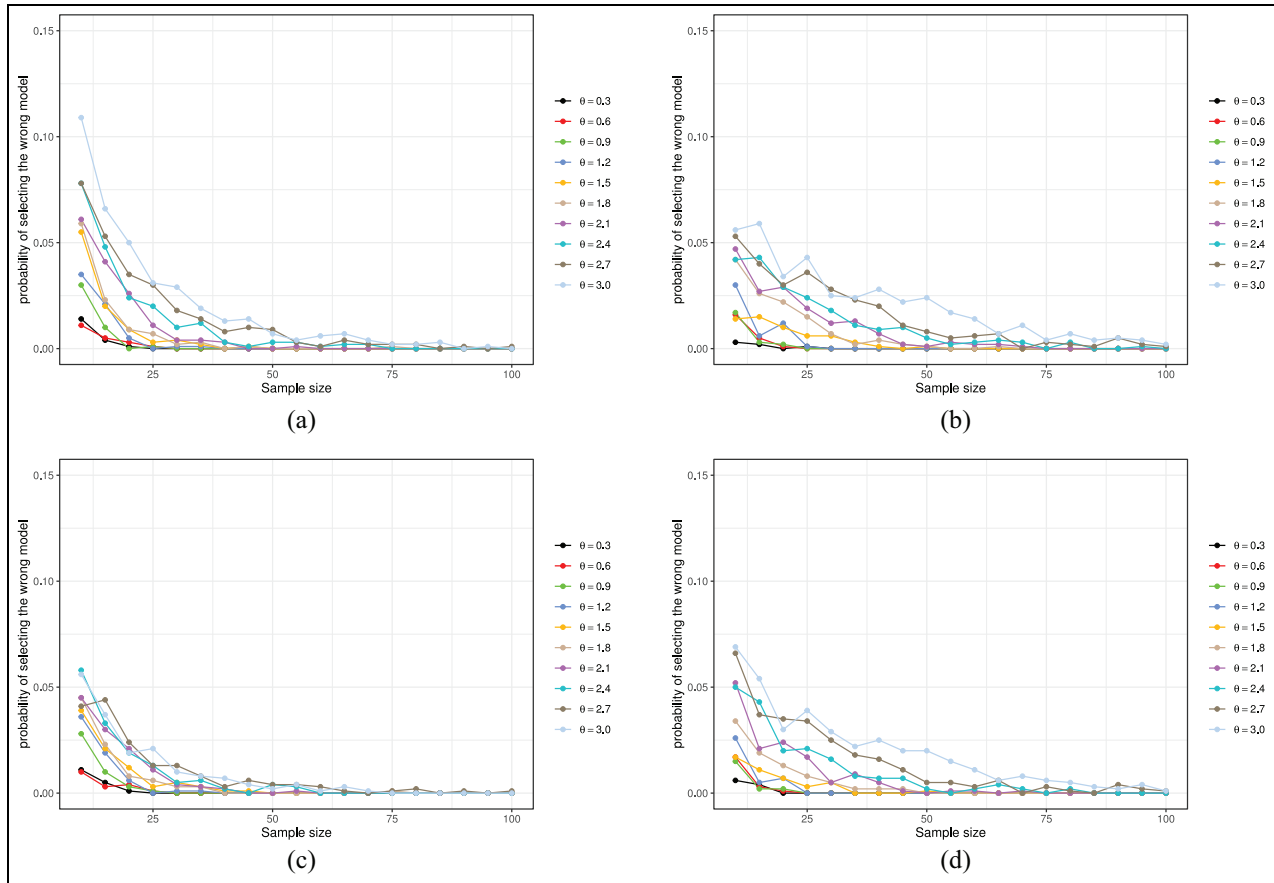 probability of selecting the wrong model
0.15
0.10
0.05
0.00
25
50
75
100
Sample size
θ = 0.3
θ = 0.6
θ = 0.9
θ = 1.2
θ = 1.5
θ = 1.8
θ = 2.1
θ = 2.4
θ = 2.7
θ = 3.0
(a)
probability of selecting the wrong model
0.15
0.10
0.05
0.00
25
50
75
100
Sample size
θ = 0.3
θ = 0.6
θ = 0.9
θ = 1.2
θ = 1.5
θ = 1.8
θ = 2.1
θ = 2.4
θ = 2.7
θ = 3.0
(b)
probability of selecting the wrong model
0.15
0.10
0.05
0.00
25
50
75
100
Sample size
θ = 0.3
θ = 0.6
θ = 0.9
θ = 1.2
θ = 1.5
θ = 1.8
θ = 2.1
θ = 2.4
θ = 2.7
θ = 3.0
(c)
probability of selecting the wrong model
0.15
0.10
0.05
0.00
25
50
75
100
Sample size
θ = 0.3
θ = 0.6
θ = 0.9
θ = 1.2
θ = 1.5
θ = 1.8
θ = 2.1
θ = 2.4
θ = 2.7
θ = 3.0
(d)